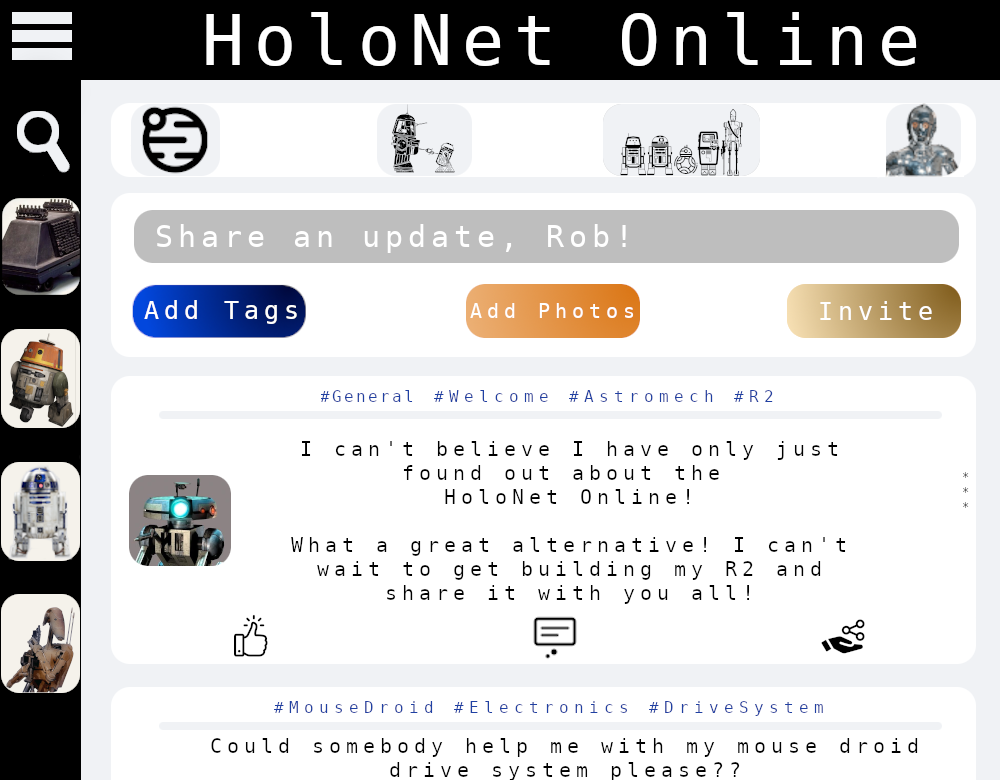 HoloNet Online
Share an update, Rob!
Add Tags
Add Photos
Invite
#General #Welcome #Astromech #R2
I can't believe I have only just
found out about the
HoloNet Online!
What a great alternative! I can't
wait to get building my R2 and
share it with you all!
* * *
#MouseDroid #Electronics #DriveSystem
Could somebody help me with my mouse droid
drive system please??